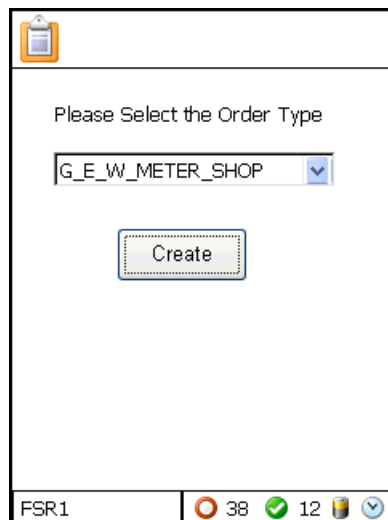 Please Select the Order Type
G_E_W_METER_SHOP
Create
FSR1 38 12